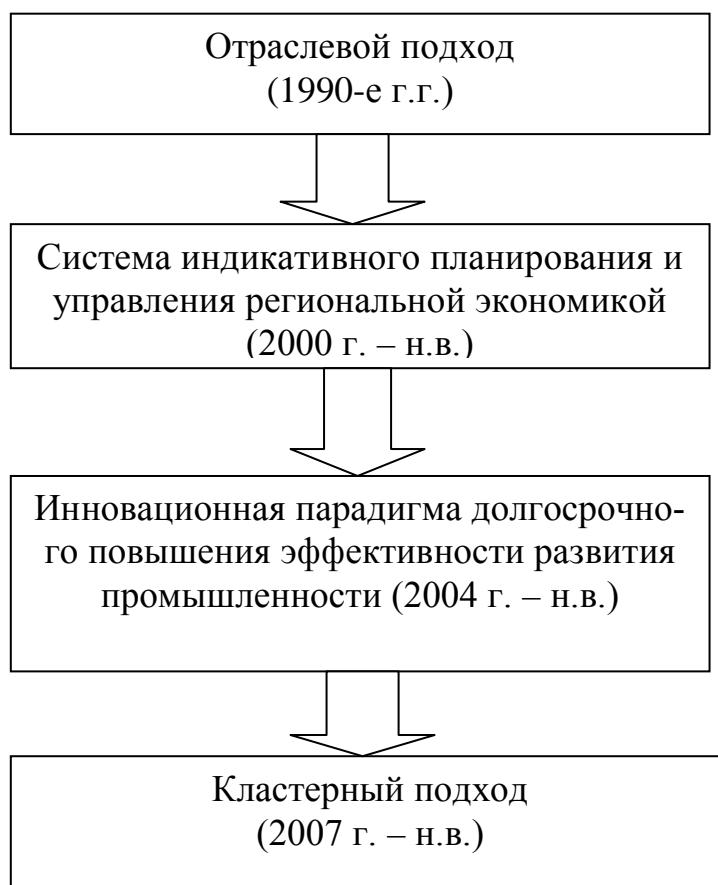 Отраслевой подход
(1990-е г.г.)
Система индикативного планирования и
управления региональной экономикой
(2000 г. – н.в.)
Инновационная парадигма долгосрочно-
го повышения эффективности развития
промышленности (2004 г. – н.в.)
Кластерный подход
(2007 г. – н.в.)